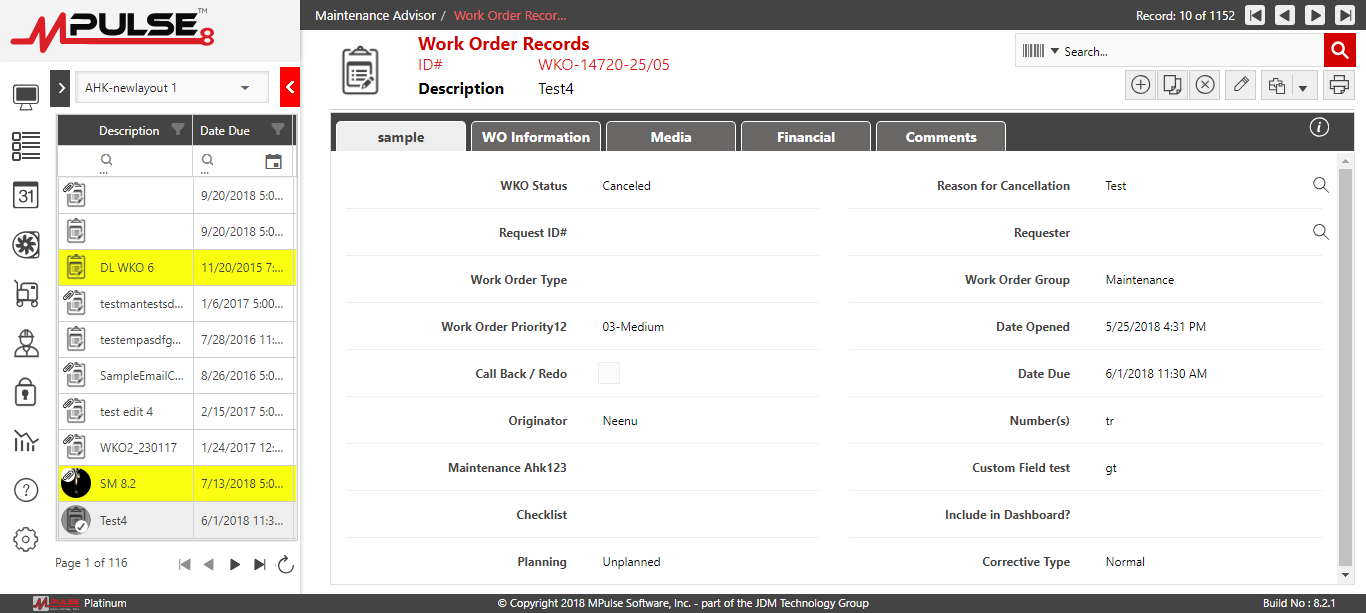 MPULSE 8 TM
Maintenance Advisor / Work Order Recor...
Record: 10 of 1152
31
AHK-newlayout 1
Description Date Due
... ...
9/20/2018 5:0...
9/20/2018 5:0...
DL WKO 6 11/20/2015 7:...
testmantestsd... 1/6/2017 5:00...
testempasdfg... 7/28/2016 11:...
SampleEmailC... 8/26/2016 5:0...
test edit 4 2/15/2017 5:0...
WKO2_230117 1/24/2017 12:...
SM 8.2 7/13/2018 5:0...
Test4 6/1/2018 11:3...
Page 1 of 116
Work Order Records
ID# WKO-14720-25/05
Description Test4
Search...
sample WO Information Media Financial Comments
WKO Status Canceled Reason for Cancellation Test
Request ID# Requester
Work Order Type Work Order Group Maintenance
Work Order Priority12 03-Medium Date Opened 5/25/2018 4:31 PM
Call Back / Redo Date Due 6/1/2018 11:30 AM
Originator Neenu Number(s) tr
Maintenance Ahk123 Custom Field test gt
Checklist Include in Dashboard?
Planning Unplanned Corrective Type Normal
MPULSE Platinum
© Copyright 2018 MPulse Software, Inc. - part of the JDM Technology Group
Build No : 8.2.1